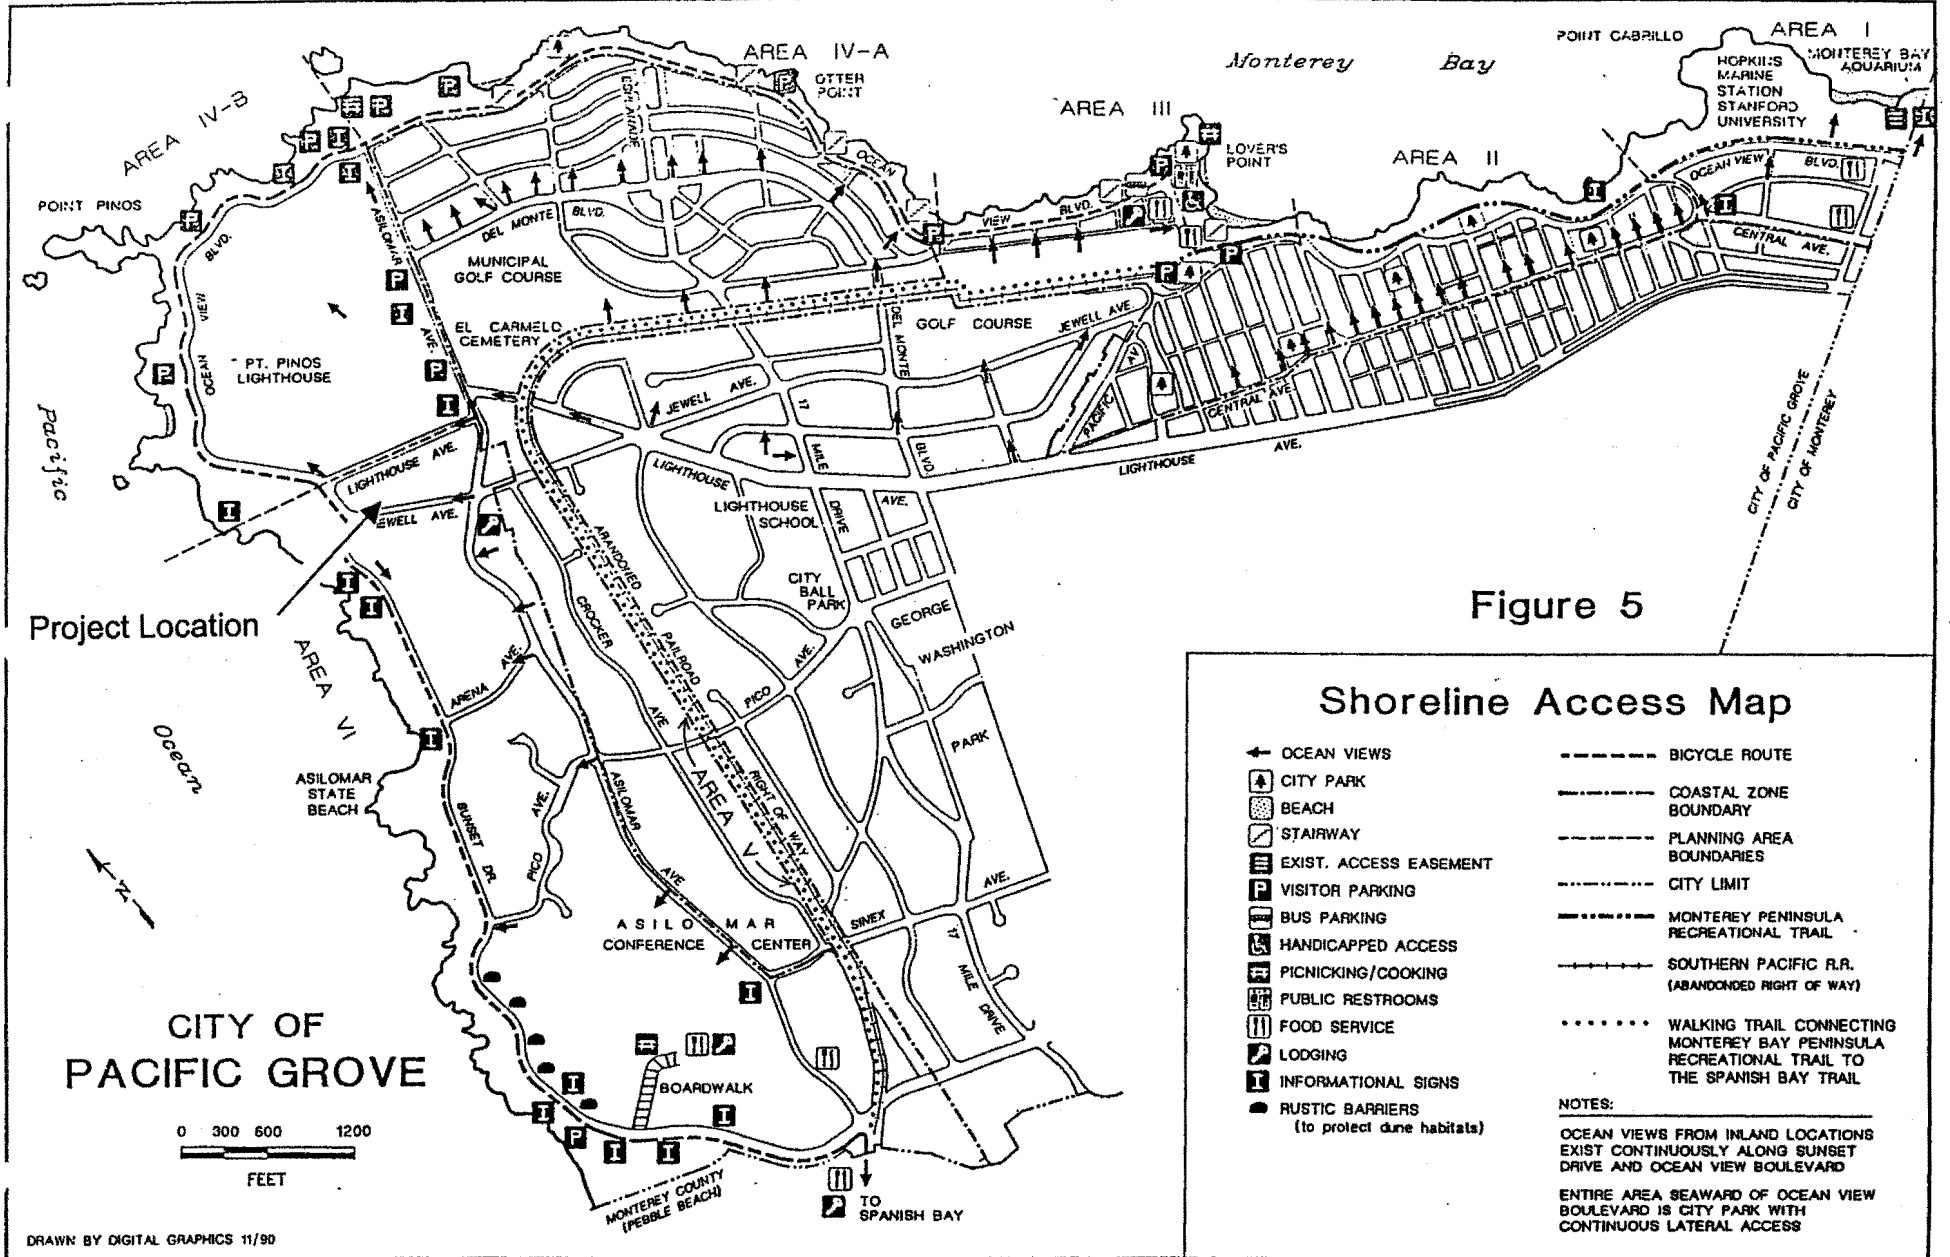 AREA IV-A
OTTER
POINT
Monterey Bay
POINT CABRILLO
AREA I
MONTEREY BAY
AQUARIUM
HOPKINS
MARINE
STATION
STANFORD
UNIVERSITY
AREA IV-B
AREA III
LOVER'S
POINT
AREA II
ESPLANADE
OCEAN
VIEW
BLVD.
OCEAN VIEW
BLVD.
CENTRAL AVE.
POINT PINOS
BLVD.
VIEW
OCEAN
ASILOMAR
AVE.
DEL MONTE
BLVD.
MUNICIPAL
GOLF COURSE
EL CARMELO
CEMETERY
PT. PINOS
LIGHTHOUSE
GOLF COURSE
JEWELL AVE.
DEL MONTE
BLVD.
JEWELL AVE.
17
MILE
DRIVE
PACIFIC
AV
CENTRAL AVE.
LIGHTHOUSE
AVE.
CITY OF PACIFIC GROVE
CITY OF MONTEREY
Pacific
Ocean
LIGHTHOUSE AVE.
EWELL AVE.
LIGHTHOUSE
AVE.
LIGHTHOUSE
SCHOOL
CITY
BALL
PARK
GEORGE
WASHINGTON
PARK
Project Location
AREA VI
ABANDONED
RAILROAD
RIGHT OF WAY
CROCKER
AVE
PICO
AVE.
ARENA
AVE.
AREA V
ASILOMAR
STATE
BEACH
SUNSET DR.
PICO
AVE.
ASILOMAR
AVE
ASILOMAR
CONFERENCE CENTER
SINEX
AVE.
17
MILE
DRIVE
N
BOARDWALK
MONTEREY COUNTY
(PEBBLE BEACH)
TO
SPANISH BAY
CITY OF
PACIFIC GROVE
0 300 600 1200
FEET
DRAWN BY DIGITAL GRAPHICS 11/90
Figure 5
Shoreline Access Map
OCEAN VIEWS
CITY PARK
BEACH
STAIRWAY
EXIST. ACCESS EASEMENT
P VISITOR PARKING
BUS PARKING
HANDICAPPED ACCESS
PICNICKING/COOKING
PUBLIC RESTROOMS
FOOD SERVICE
LODGING
I INFORMATIONAL SIGNS
RUSTIC BARRIERS
(to protect dune habitats)
BICYCLE ROUTE
COASTAL ZONE
BOUNDARY
PLANNING AREA
BOUNDARIES
CITY LIMIT
MONTEREY PENINSULA
RECREATIONAL TRAIL
SOUTHERN PACIFIC R.R.
(ABANDONDED RIGHT OF WAY)
WALKING TRAIL CONNECTING
MONTEREY BAY PENINSULA
RECREATIONAL TRAIL TO
THE SPANISH BAY TRAIL
NOTES:
OCEAN VIEWS FROM INLAND LOCATIONS
EXIST CONTINUOUSLY ALONG SUNSET
DRIVE AND OCEAN VIEW BOULEVARD
ENTIRE AREA SEAWARD OF OCEAN VIEW
BOULEVARD IS CITY PARK WITH
CONTINUOUS LATERAL ACCESS